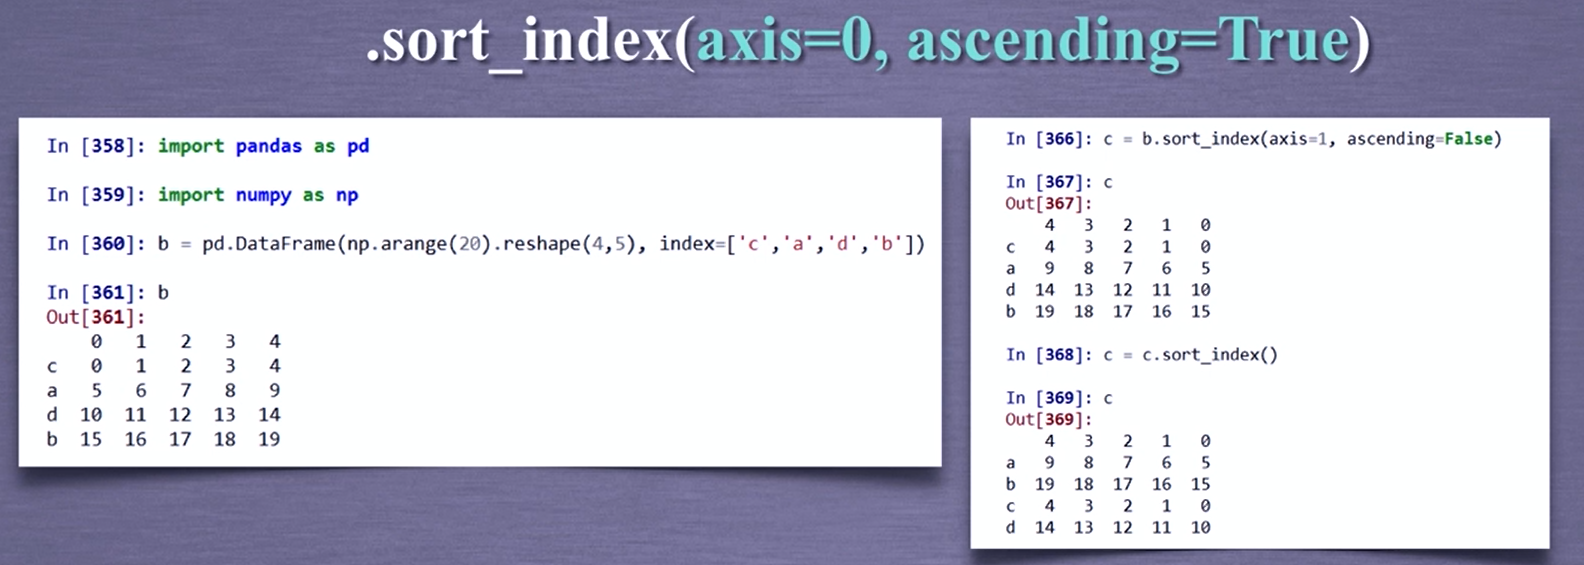 .sort_index(axis=0, ascending=True)
In [358]: import pandas as pd
In [359]: import numpy as np
In [360]: b = pd.DataFrame(np.arange(20).reshape(4,5), index=['c','a','d','b'])
In [361]: b
Out[361]:
0 1 2 3 4
c 0 1 2 3 4
a 5 6 7 8 9
d 10 11 12 13 14
b 15 16 17 18 19
In [366]: c = b.sort_index(axis=1, ascending=False)
In [367]: c
Out[367]:
4 3 2 1 0
c 4 3 2 1 0
a 9 8 7 6 5
d 14 13 12 11 10
b 19 18 17 16 15
In [368]: c = c.sort_index()
In [369]: c
Out[369]:
4 3 2 1 0
a 9 8 7 6 5
b 19 18 17 16 15
c 4 3 2 1 0
d 14 13 12 11 10